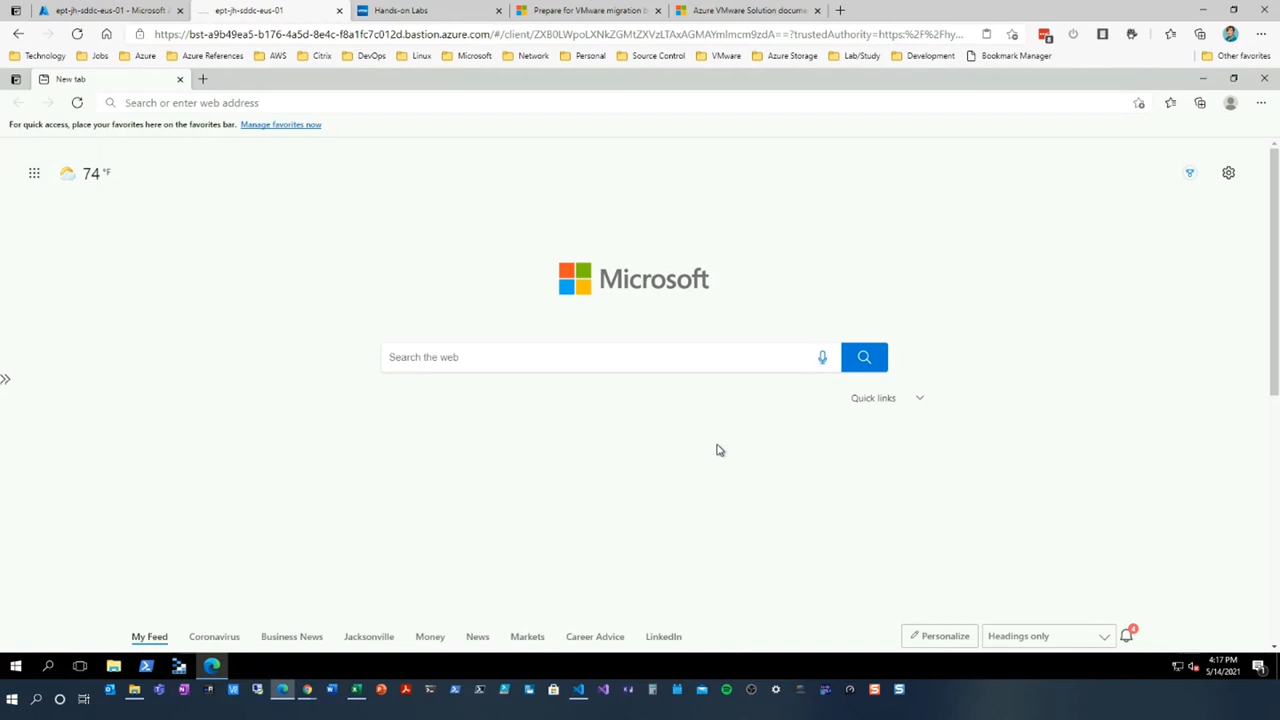 ept-jh-sddc-eus-01 - Microsoft A
ept-jh-sddc-eus-01
Hands-on Labs
Prepare for VMware migration b
Azure VMware Solution docume
https://bst-a9b49ea5-b176-4a5d-8e4c-f8a1fc7c012d.bastion.azure.com/#/client/ZXB0LWpoLXNkZGMtZXVzLTAxAGMAYmlmcm9zdA==?trustedAuthority=https:%2F%2Fhy...
Technology
Jobs
Azure References
AWS
Citrix
DevOps
Linux
Microsoft
Network
Personal
Source Control
VMware
Azure Storage
Lab/Study
Development
Bookmark Manager
Other favorites
New tab
Search or enter web address
For quick access, place your favorites here on the favorites bar. Manage favorites now
74 °F
Microsoft
Search the web
Quick links
My Feed
Coronavirus
Business News
Jacksonville
Money
News
Markets
Career Advice
LinkedIn
Personalize
Headings only
4:17 PM
5/14/2021